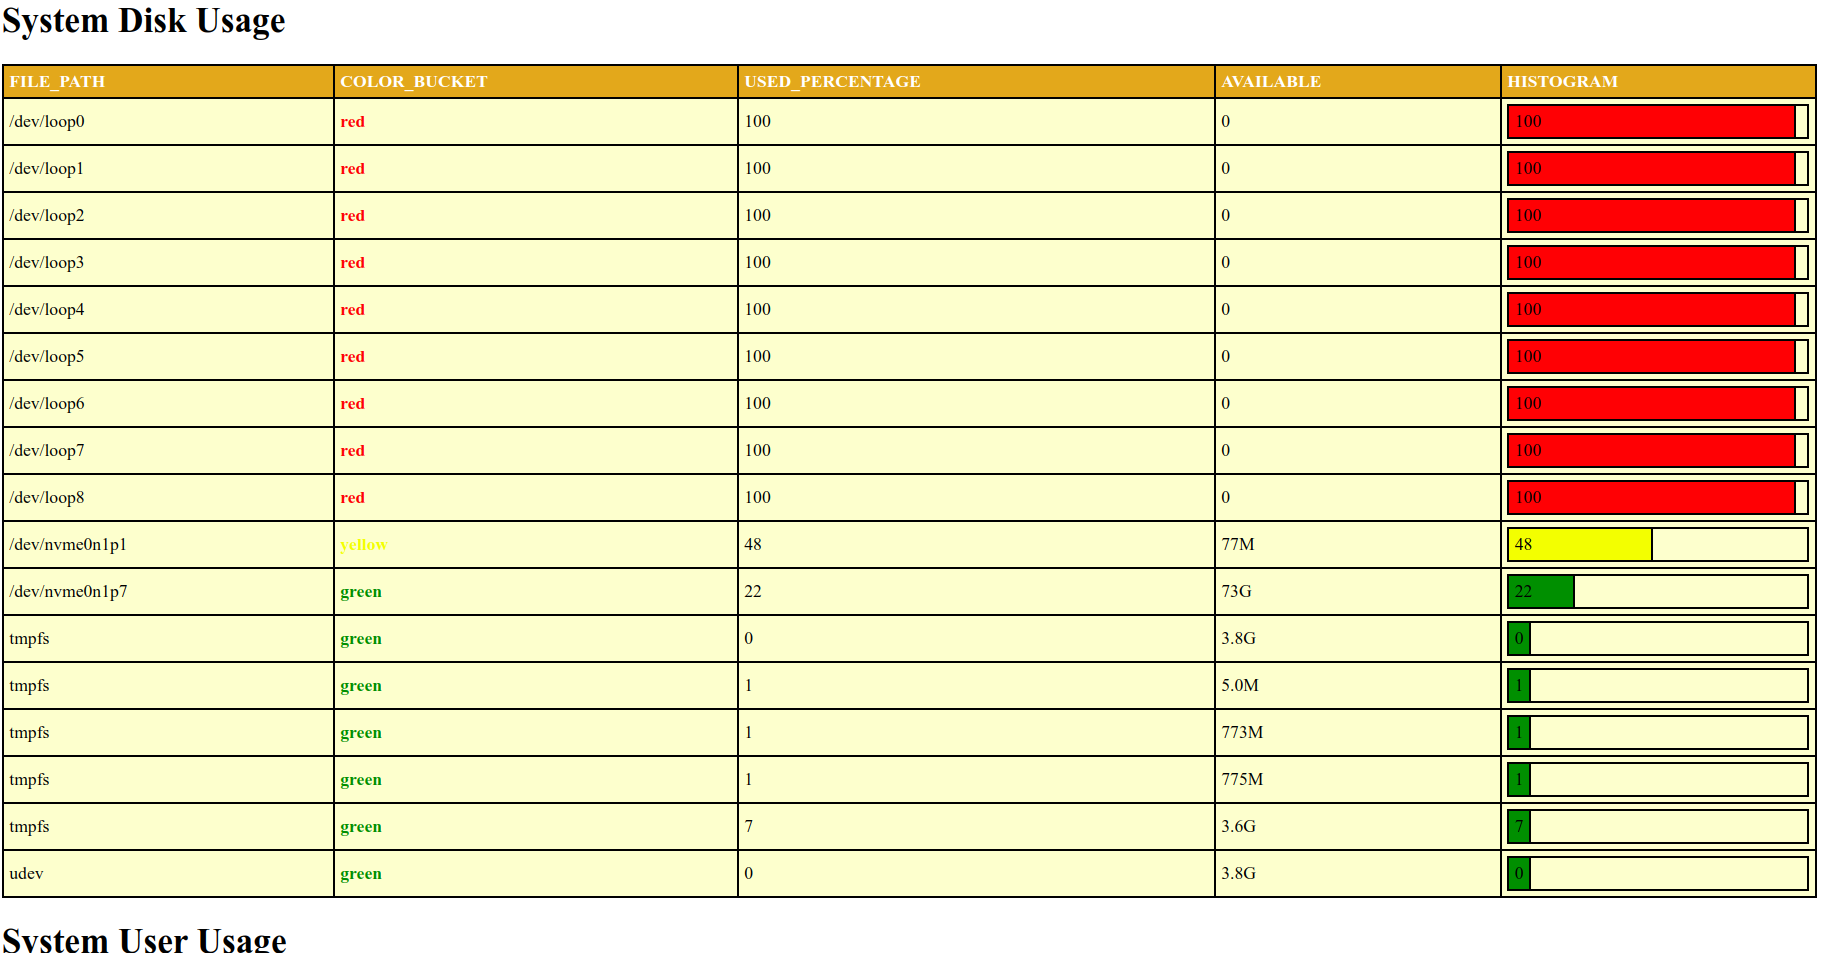 System Disk Usage
FILE_PATH COLOR_BUCKET USED_PERCENTAGE AVAILABLE HISTOGRAM
/dev/loop0 red 100 0 100
/dev/loop1 red 100 0 100
/dev/loop2 red 100 0 100
/dev/loop3 red 100 0 100
/dev/loop4 red 100 0 100
/dev/loop5 red 100 0 100
/dev/loop6 red 100 0 100
/dev/loop7 red 100 0 100
/dev/loop8 red 100 0 100
/dev/nvme0n1p1 yellow 48 77M 48
/dev/nvme0n1p7 green 22 73G 22
tmpfs green 0 3.8G 0
tmpfs green 1 5.0M 1
tmpfs green 1 773M 1
tmpfs green 1 775M 1
tmpfs green 7 3.6G 7
udev green 0 3.8G 0
System User Usage